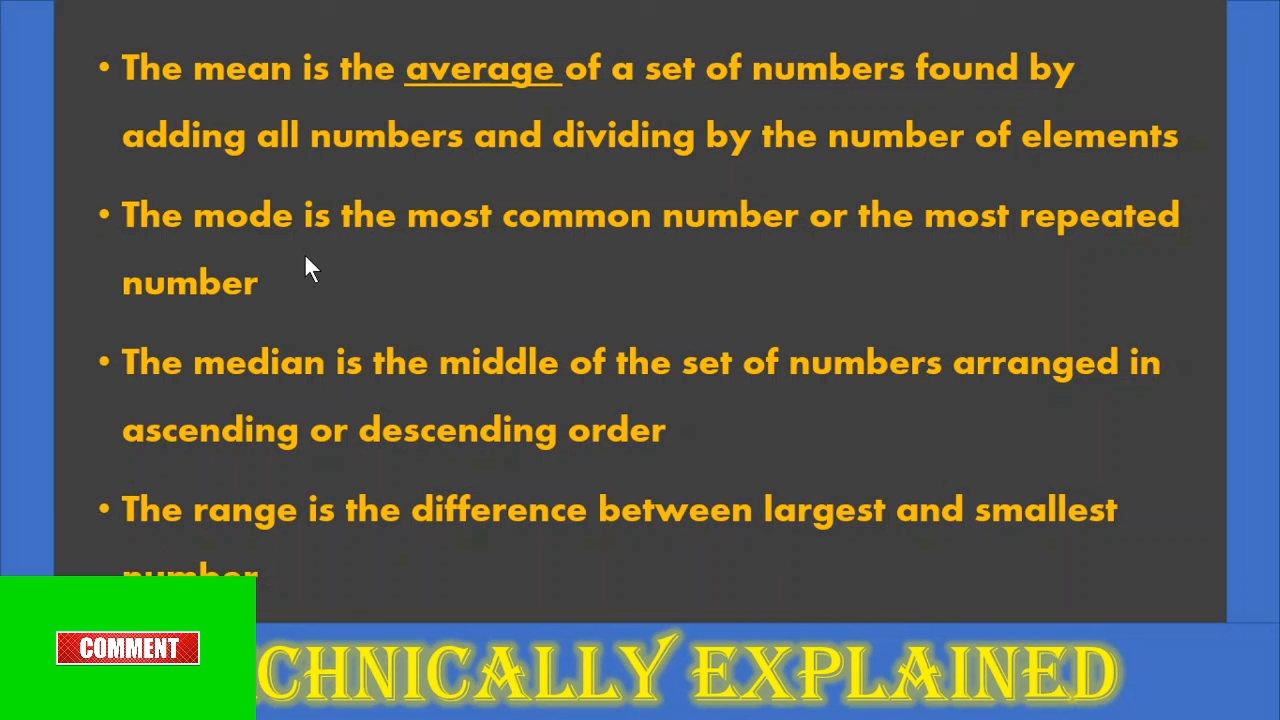 • The mean is the average of a set of numbers found by
adding all numbers and dividing by the number of elements
• The mode is the most common number or the most repeated
number
• The median is the middle of the set of numbers arranged in
ascending or descending order
• The range is the difference between largest and smallest
number
COMMENT
CHNICALLY EXPLAINED